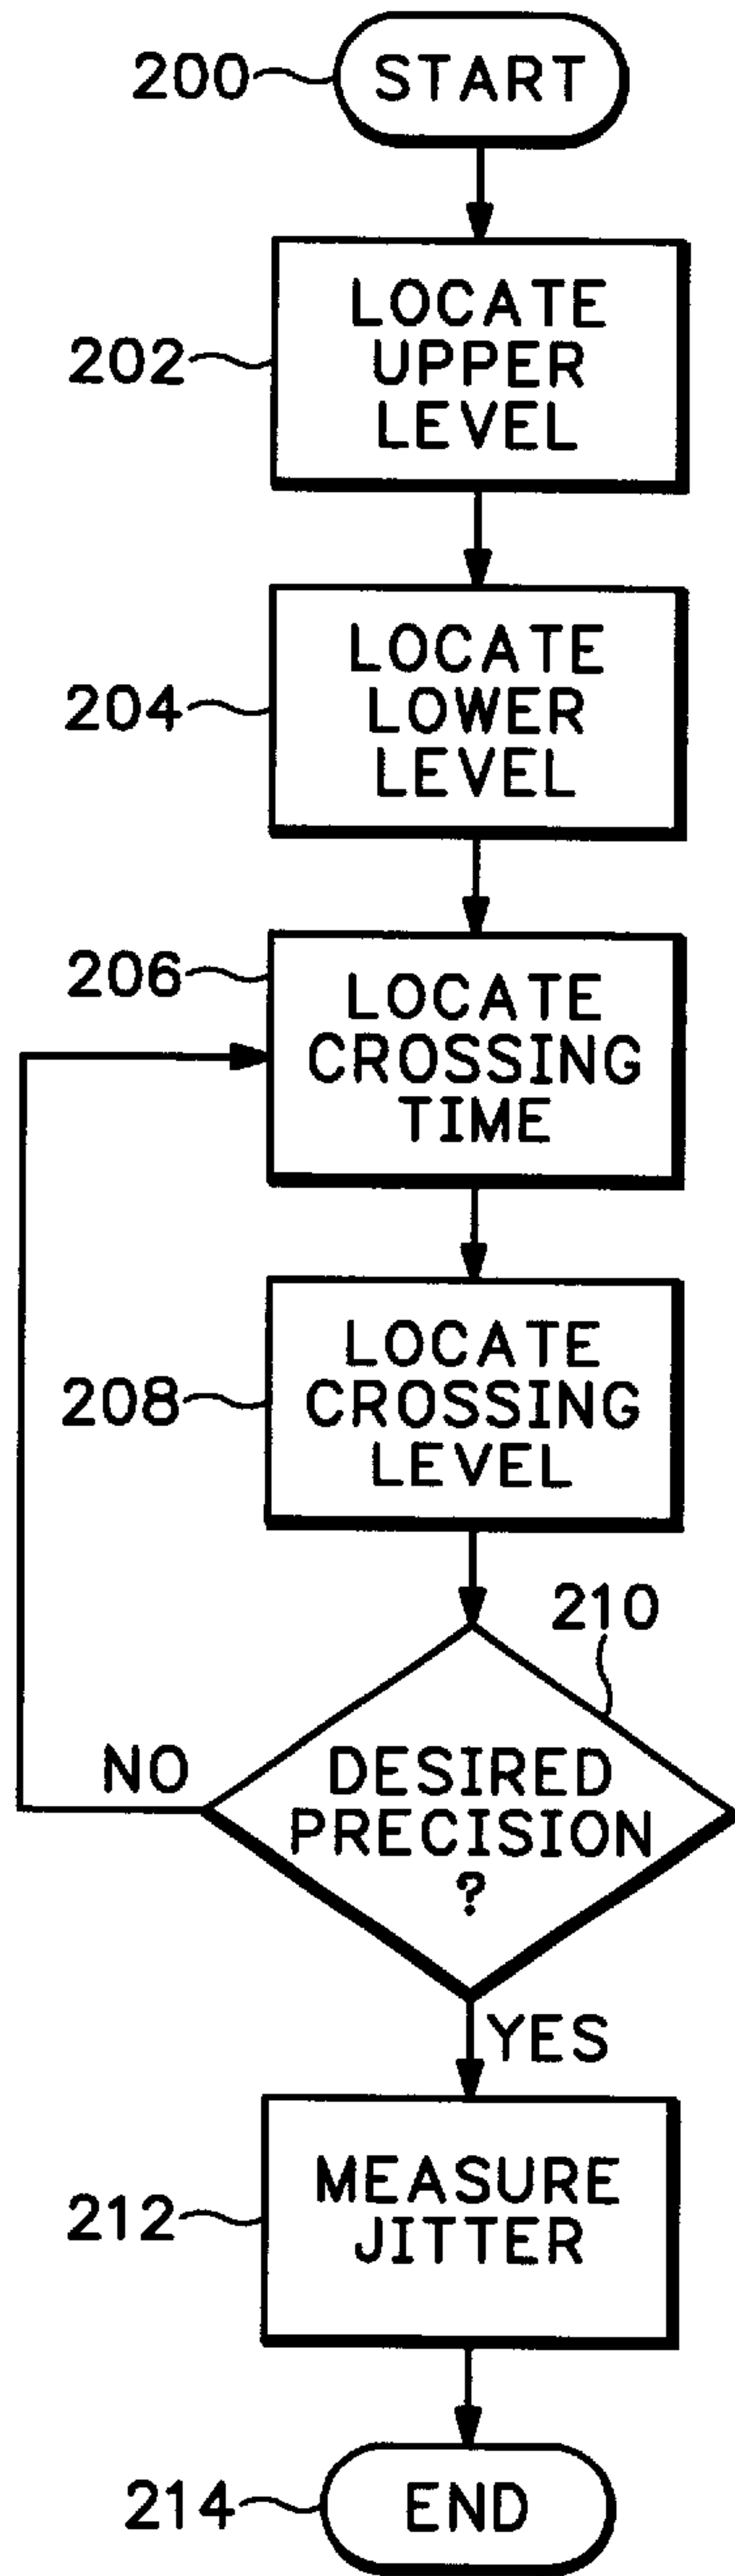 200 START
202 LOCATE
UPPER
LEVEL
204 LOCATE
LOWER
LEVEL
206 LOCATE
CROSSING
TIME
208 LOCATE
CROSSING
LEVEL
210
NO
DESIRED
PRECISION
?
YES
212 MEASURE
JITTER
214 END